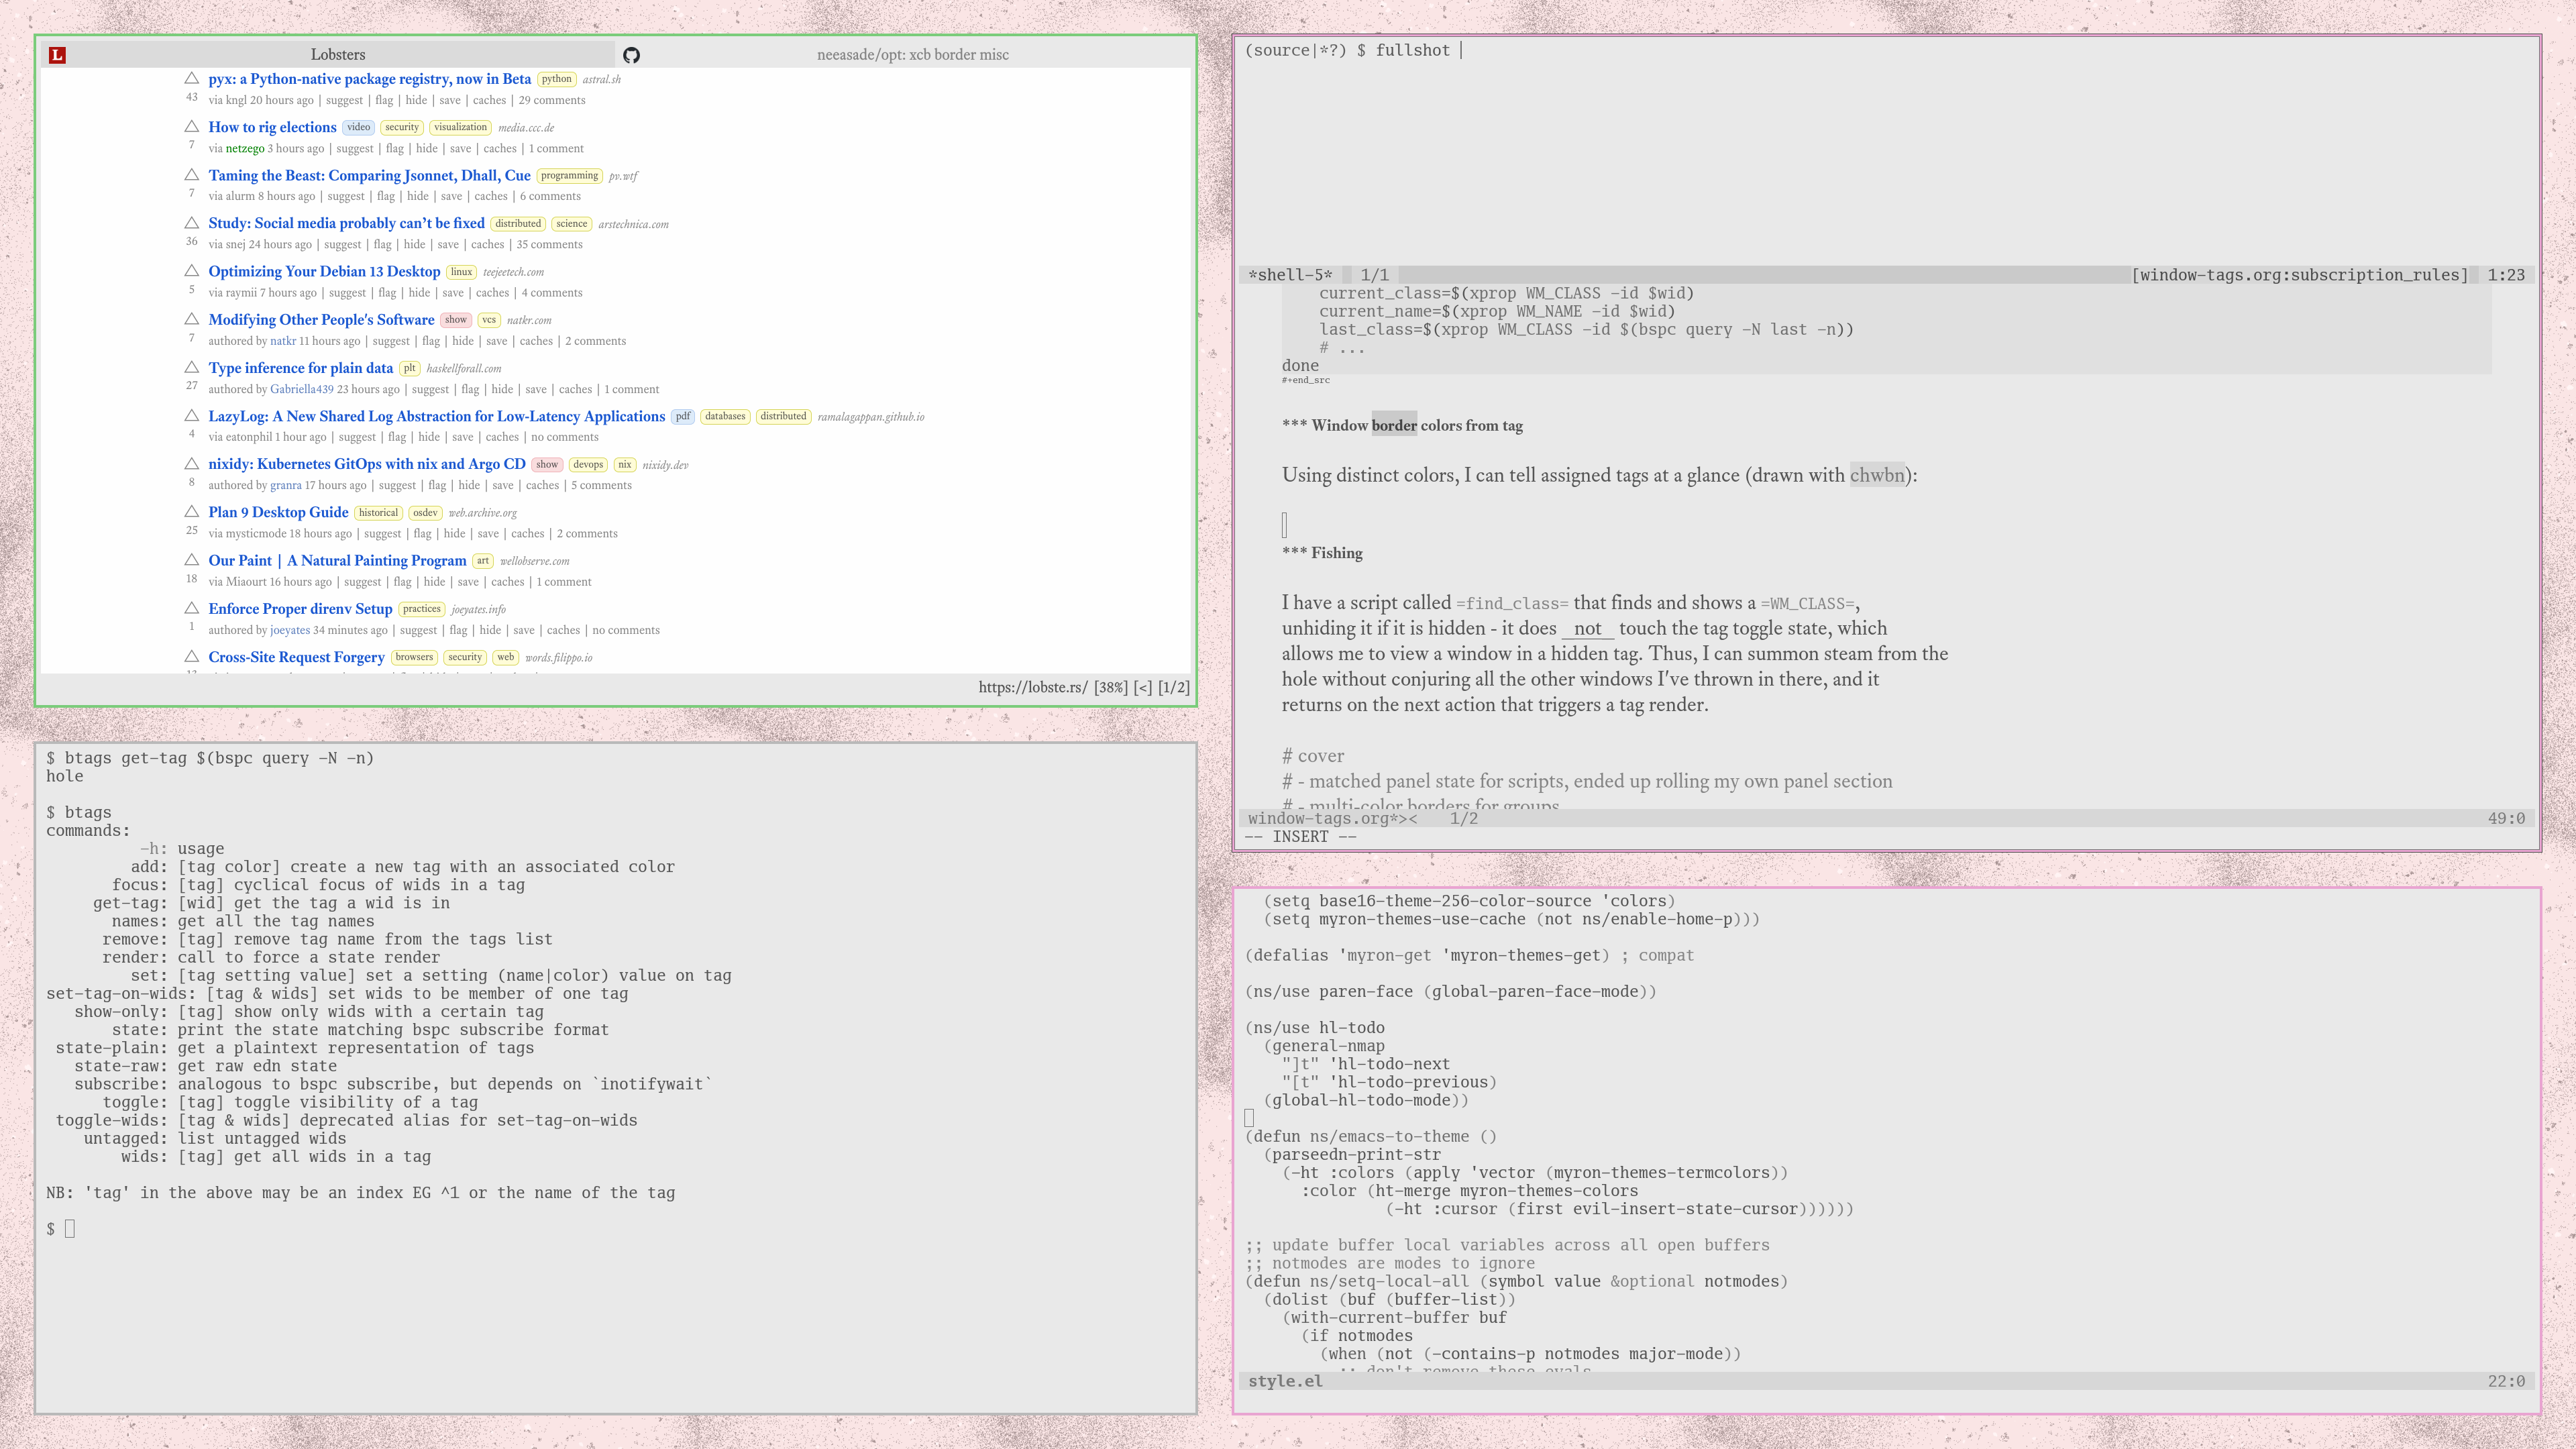 Lobsters
neeasade/opt: xcb border misc
pyx: a Python-native package registry, now in Beta python astral.sh
43 via kngl 20 hours ago | suggest | flag | hide | save | caches | 29 comments
How to rig elections video security visualization media.ccc.de
7 via netzego 3 hours ago | suggest | flag | hide | save | caches | 1 comment
Taming the Beast: Comparing Jsonnet, Dhall, Cue programming pv.wtf
7 via alurm 8 hours ago | suggest | flag | hide | save | caches | 6 comments
Study: Social media probably can't be fixed distributed science arstechnica.com
36 via snej 24 hours ago | suggest | flag | hide | save | caches | 35 comments
Optimizing Your Debian 13 Desktop linux teejeetech.com
5 via raymii 7 hours ago | suggest | flag | hide | save | caches | 4 comments
Modifying Other People's Software show vcs natkr.com
7 authored by natkr 11 hours ago | suggest | flag | hide | save | caches | 2 comments
Type inference for plain data plt haskellforall.com
27 authored by Gabriella439 23 hours ago | suggest | flag | hide | save | caches | 1 comment
LazyLog: A New Shared Log Abstraction for Low-Latency Applications pdf databases distributed ramalagappan.github.io
4 via eatonphil 1 hour ago | suggest | flag | hide | save | caches | no comments
nixidy: Kubernetes GitOps with nix and Argo CD show devops nix nixidy.dev
8 authored by granra 17 hours ago | suggest | flag | hide | save | caches | 5 comments
Plan 9 Desktop Guide historical osdev web.archive.org
25 via mysticmode 18 hours ago | suggest | flag | hide | save | caches | 2 comments
Our Paint | A Natural Painting Program art wellobserve.com
18 via Miaourt 16 hours ago | suggest | flag | hide | save | caches | 1 comment
Enforce Proper direnv Setup practices joeyates.info
1 authored by joeyates 34 minutes ago | suggest | flag | hide | save | caches | no comments
Cross-Site Request Forgery browsers security web words.filippo.io
https://lobste.rs/ [38%] [<] [1/2]
$ btags get-tag $(bspc query -N -n)
hole
$ btags
commands:
-h: usage
add: [tag color] create a new tag with an associated color
focus: [tag] cyclical focus of wids in a tag
get-tag: [wid] get the tag a wid is in
names: get all the tag names
remove: [tag] remove tag name from the tags list
render: call to force a state render
set: [tag setting value] set a setting (name|color) value on tag
set-tag-on-wids: [tag & wids] set wids to be member of one tag
show-only: [tag] show only wids with a certain tag
state: print the state matching bspc subscribe format
state-plain: get a plaintext representation of tags
state-raw: get raw edn state
subscribe: analogous to bspc subscribe, but depends on `inotifywait`
toggle: [tag] toggle visibility of a tag
toggle-wids: [tag & wids] deprecated alias for set-tag-on-wids
untagged: list untagged wids
wids: [tag] get all wids in a tag
NB: 'tag' in the above may be an index EG ^1 or the name of the tag
$
(source|*?) $ fullshot
*shell-5* 1/1 [window-tags.org:subscription_rules] 1:23
current_class=$(xprop WM_CLASS -id $wid)
current_name=$(xprop WM_NAME -id $wid)
last_class=$(xprop WM_CLASS -id $(bspc query -N last -n))
# ...
done
#+end_src
*** Window border colors from tag
Using distinct colors, I can tell assigned tags at a glance (drawn with chwbn):
*** Fishing
I have a script called =find_class= that finds and shows a =WM_CLASS=,
unhiding it if it is hidden - it does _not_ touch the tag toggle state, which
allows me to view a window in a hidden tag. Thus, I can summon steam from the
hole without conjuring all the other windows I've thrown in there, and it
returns on the next action that triggers a tag render.
# cover
# - matched panel state for scripts, ended up rolling my own panel section
# - multi-color borders for groups
window-tags.org*>< 1/2 49:0
-- INSERT --
(setq base16-theme-256-color-source 'colors)
(setq myron-themes-use-cache (not ns/enable-home-p)))
(defalias 'myron-get 'myron-themes-get) ; compat
(ns/use paren-face (global-paren-face-mode))
(ns/use hl-todo
(general-nmap
"]t" 'hl-todo-next
"[t" 'hl-todo-previous)
(global-hl-todo-mode))
(defun ns/emacs-to-theme ()
(parseedn-print-str
(-ht :colors (apply 'vector (myron-themes-termcolors))
:color (ht-merge myron-themes-colors
(-ht :cursor (first evil-insert-state-cursor))))))
;; update buffer local variables across all open buffers
;; notmodes are modes to ignore
(defun ns/setq-local-all (symbol value &optional notmodes)
(dolist (buf (buffer-list))
(with-current-buffer buf
(if notmodes
(when (not (-contains-p notmodes major-mode))
;; don't remove these evals
style.el 22:0